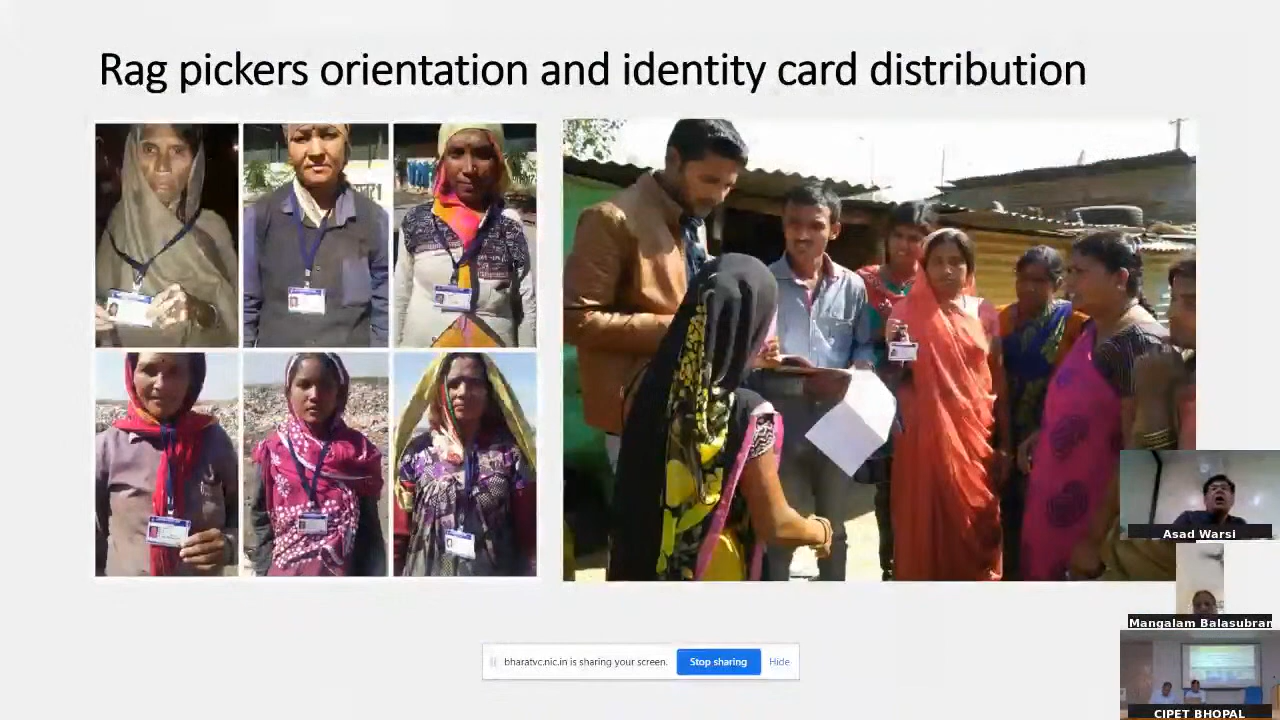 Rag pickers orientation and identity card distribution
Asad Warsi
Mangalam Balasubran
CIPET BHOPAL
bharatvc.nic.in is sharing your screen.
Stop sharing
Hide